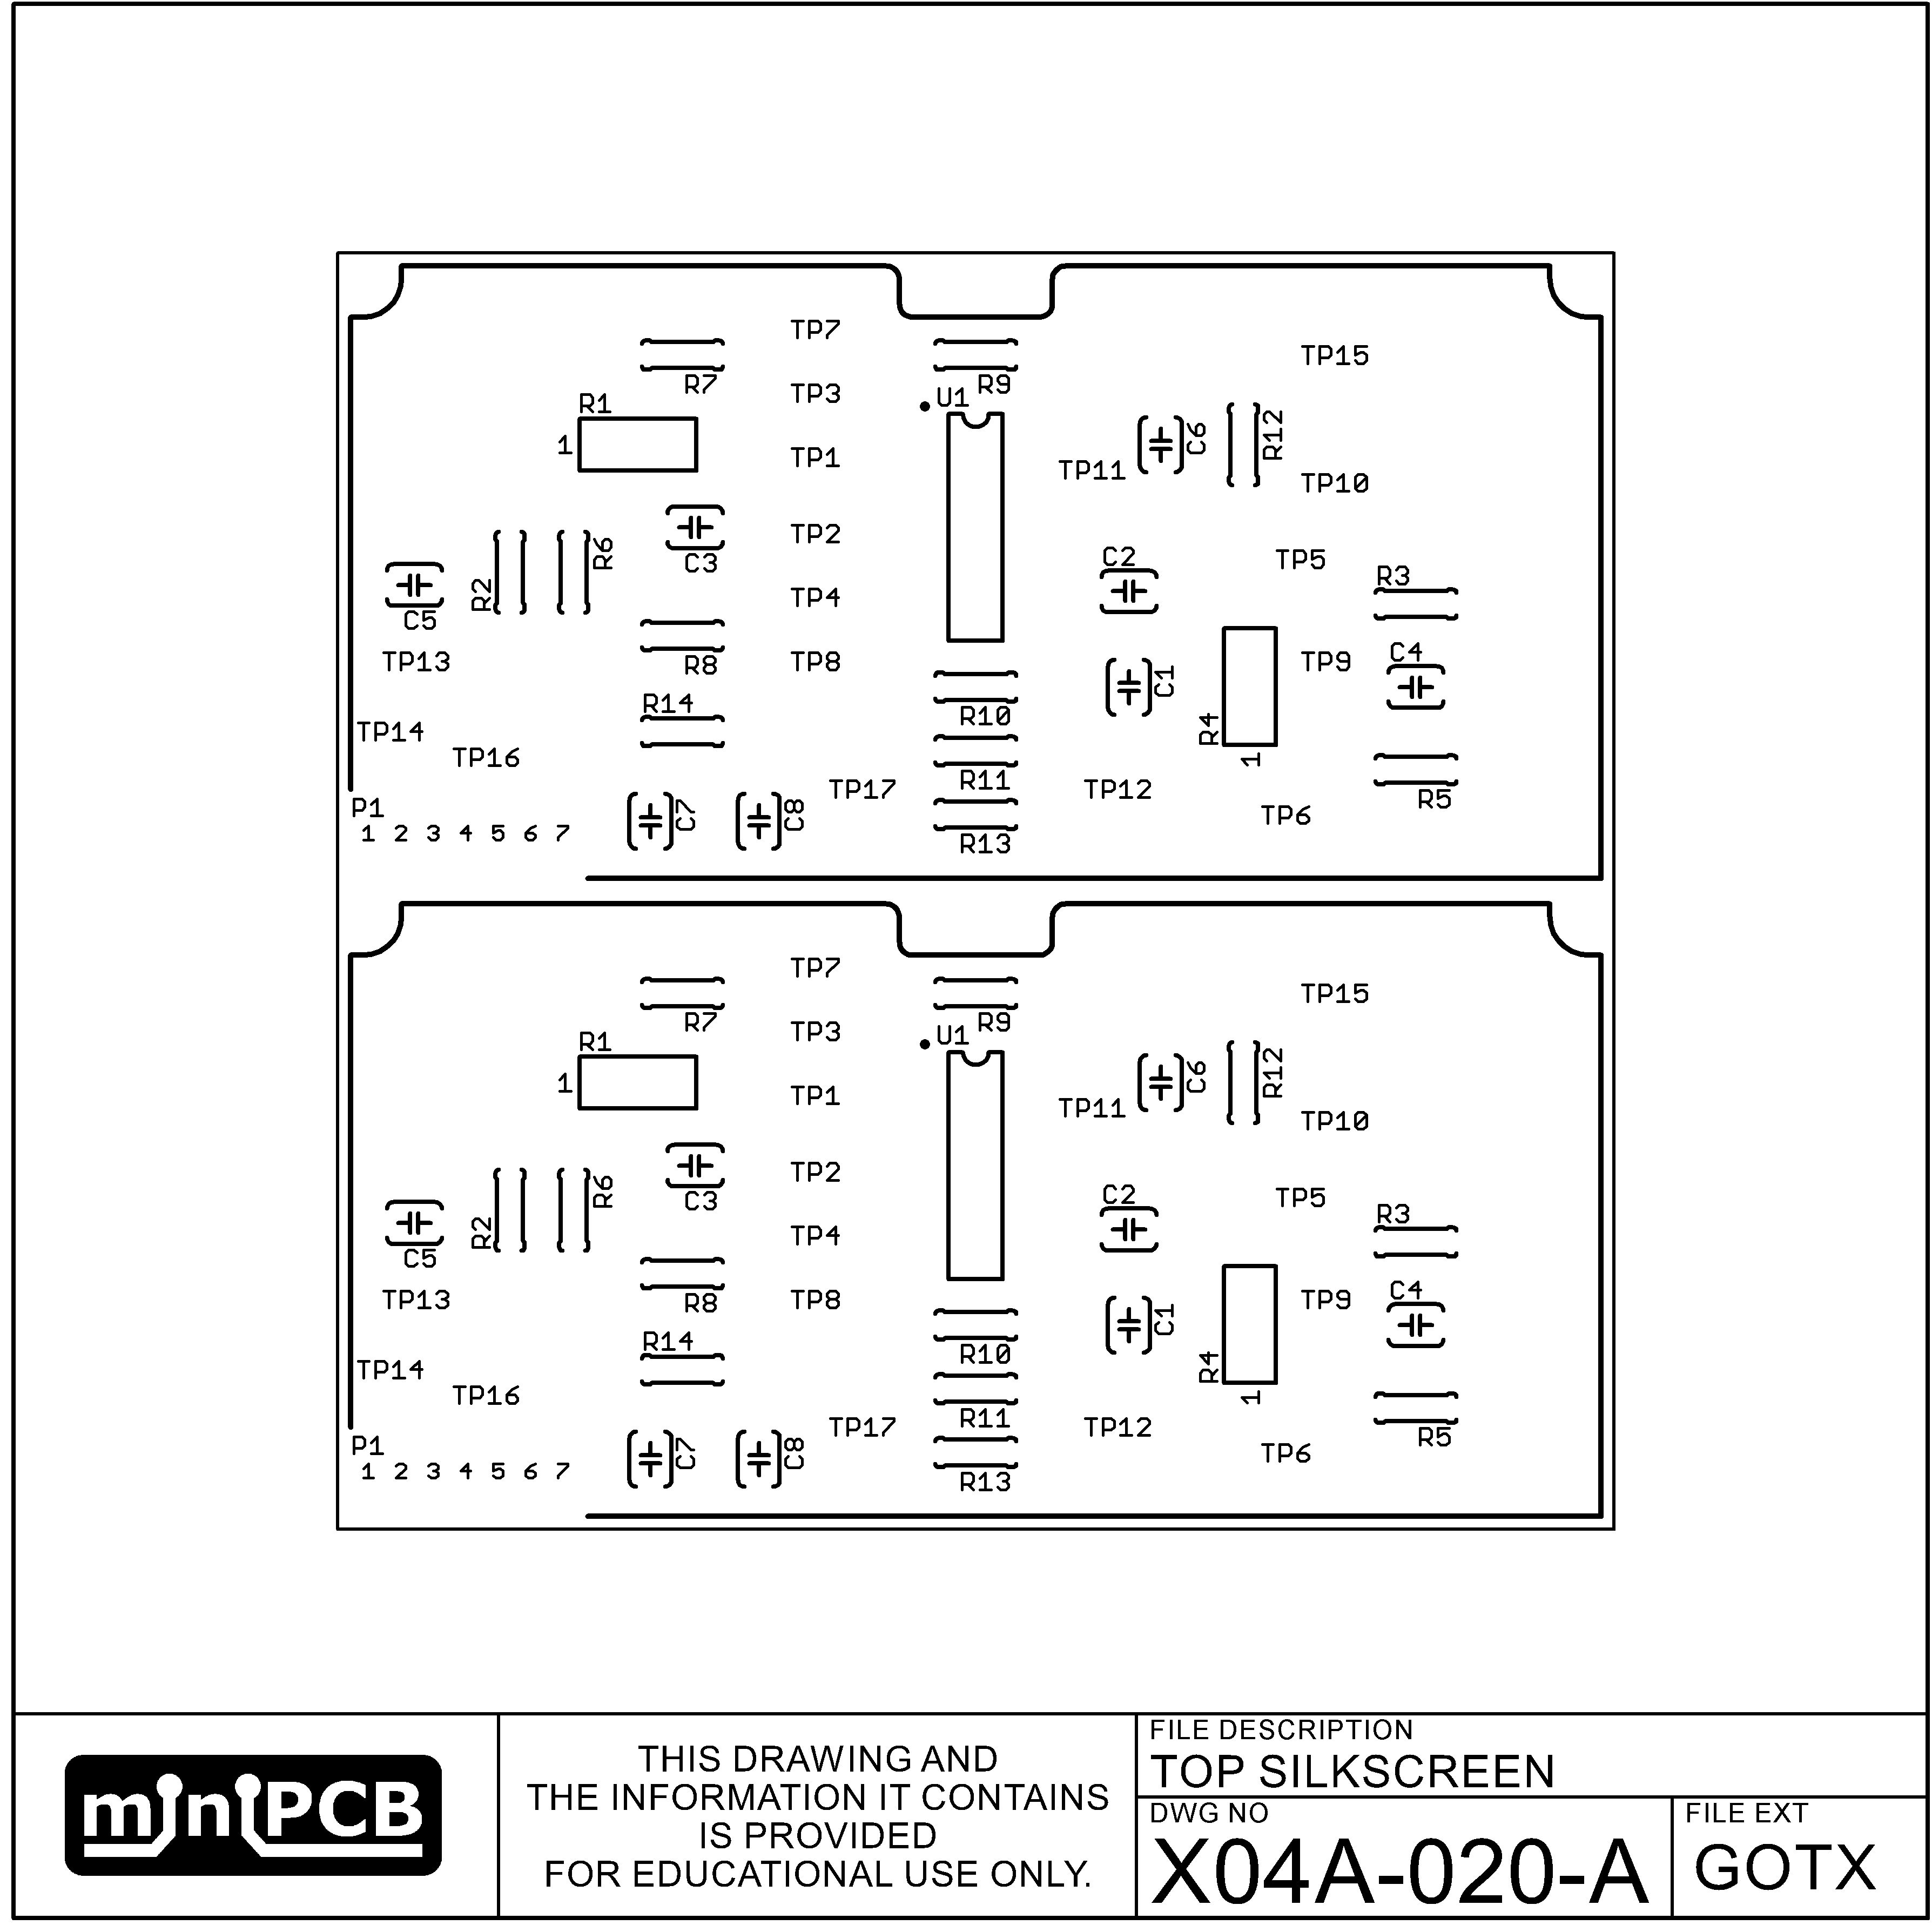 TP7
TP15
R7
R9
TP3
U1
R1
1
TP1
C6
R12
TP11
TP10
TP2
C3
R6
C2
TP5
R3
R2
C5
TP4
TP13
R8
TP8
C1
TP9
C4
R14
R10
R4
TP14
TP16
1
R11
TP17
TP12
R5
P1
C7
C8
TP6
1 2 3 4 5 6 7
R13
TP7
TP15
R7
R9
TP3
U1
R1
1
TP1
C6
R12
TP11
TP10
TP2
C3
R6
C2
TP5
R3
R2
C5
TP4
TP13
R8
TP8
C1
TP9
C4
R14
R10
R4
TP14
TP16
1
R11
TP17
TP12
R5
P1
C7
C8
TP6
1 2 3 4 5 6 7
R13
miniPCB
THIS DRAWING AND
THE INFORMATION IT CONTAINS
IS PROVIDED
FOR EDUCATIONAL USE ONLY.
FILE DESCRIPTION
TOP SILKSCREEN
DWG NO
X04A-020-A
FILE EXT
GOTX